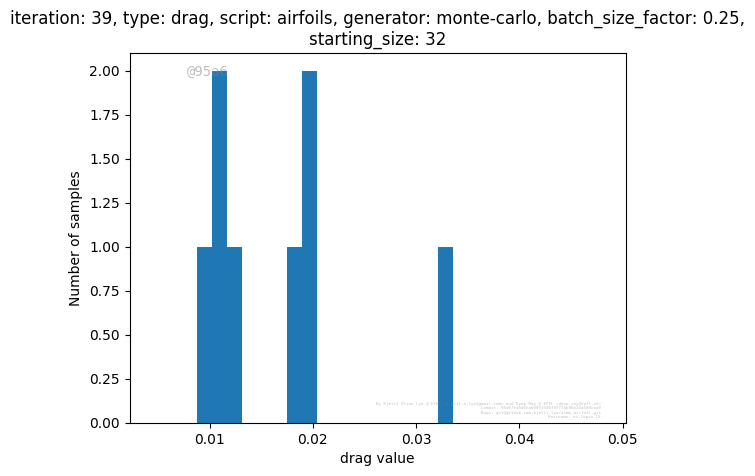 iteration: 39, type: drag, script: airfoils, generator: monte-carlo, batch_size_factor: 0.25,
starting_size: 32
@95a6
2.00
1.75
1.50
1.25
1.00
0.75
0.50
0.25
0.00
Number of samples
0.01
0.02
0.03
0.04
0.05
drag value